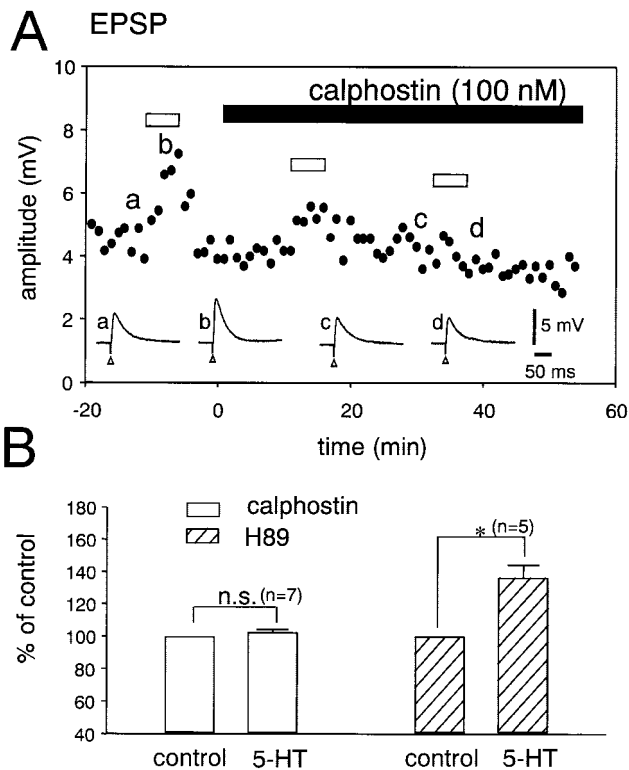 A EPSP
10
calphostin (100 nM)
8
b
6
a
c d
4
2
a b c d
5 mV
50 ms
0
-20 0 20 40 60
amplitude (mV)
time (min)
B
180
calphostin
160
H89
* (n=5)
140
120
n.s. (n=7)
100
80
60
40
% of control
control 5-HT control 5-HT